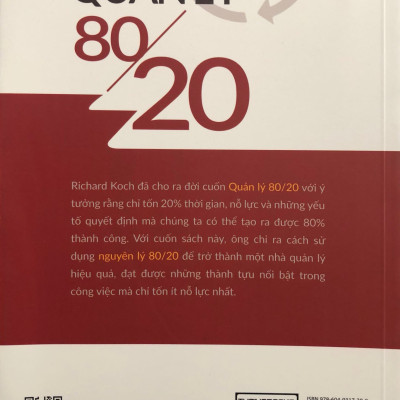 QUẢN LÝ
80/20
Richard Koch đã cho ra đời cuốn Quản lý 80/20 với ý
tưởng rằng chỉ tốn 20% thời gian, nỗ lực và những yếu
tố quyết định mà chúng ta có thể tạo ra được 80%
thành công. Với cuốn sách này, ông chỉ ra cách sử
dụng nguyên lý 80/20 để trở thành một nhà quản lý
hiệu quả, đạt được những thành tựu nổi bật trong
công việc mà chỉ tốn ít nỗ lực nhất.